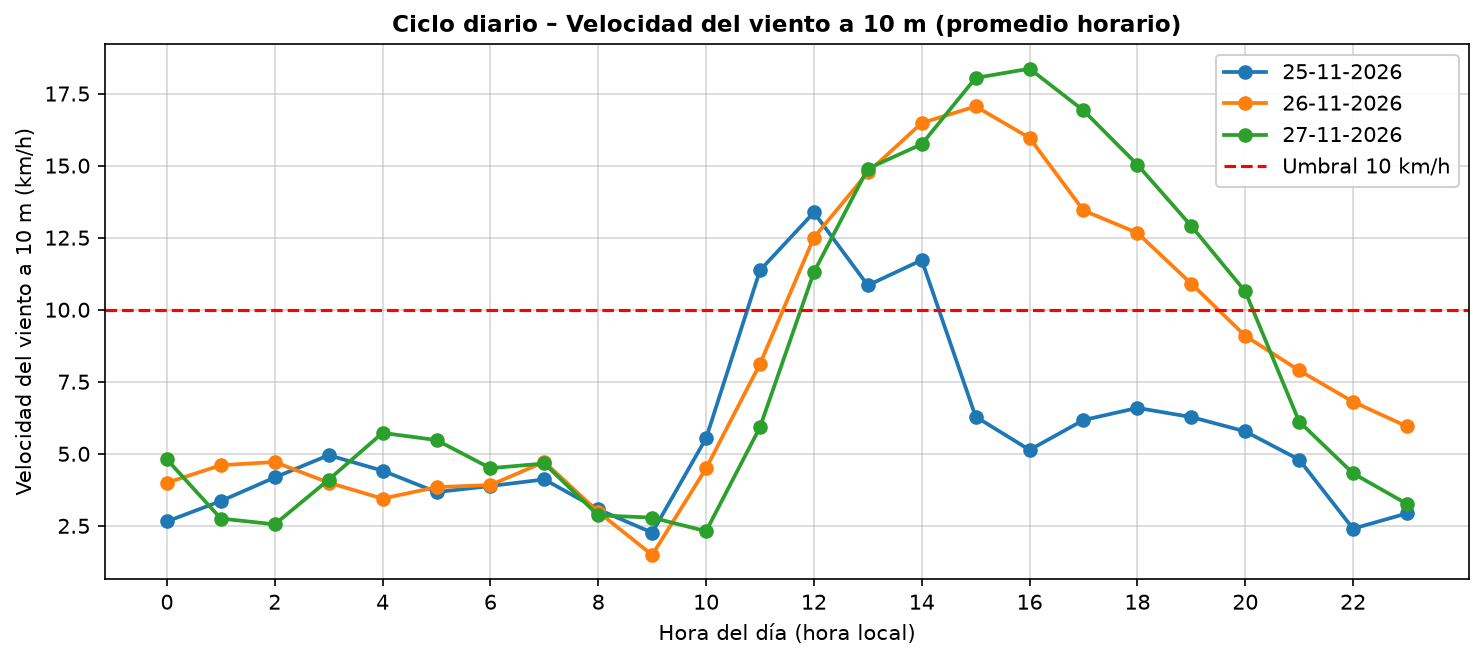 Ciclo diario – Velocidad del viento a 10 m (promedio horario)
25-11-2026
26-11-2026
27-11-2026
Umbral 10 km/h
Velocidad del viento a 10 m (km/h)
17.5
15.0
12.5
10.0
7.5
5.0
2.5
0 2 4 6 8 10 12 14 16 18 20 22
Hora del día (hora local)